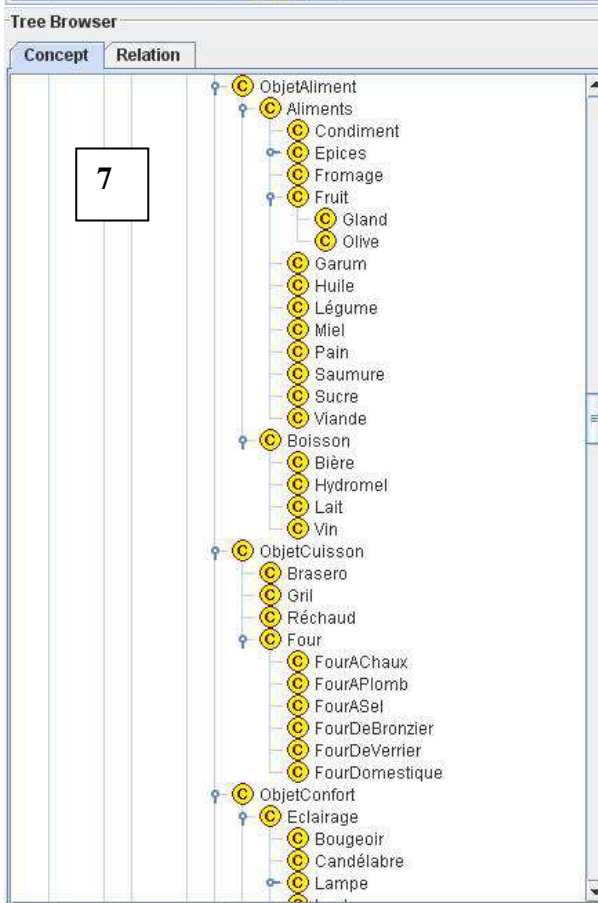 Tree Browser
Concept Relation
7
C ObjetAliment
C Aliments
C Condiment
C Epices
C Fromage
C Fruit
C Gland
C Olive
C Garum
C Huile
C Légume
C Miel
C Pain
C Saumure
C Sucre
C Viande
C Boisson
C Bière
C Hydromel
C Lait
C Vin
C ObjetCuisson
C Brasero
C Gril
C Réchaud
C Four
C FourAChaux
C FourAPlomb
C FourASel
C FourDeBronzier
C FourDeVerrier
C FourDomestique
C ObjetConfort
C Eclairage
C Bougeoir
C Candélabre
C Lampe